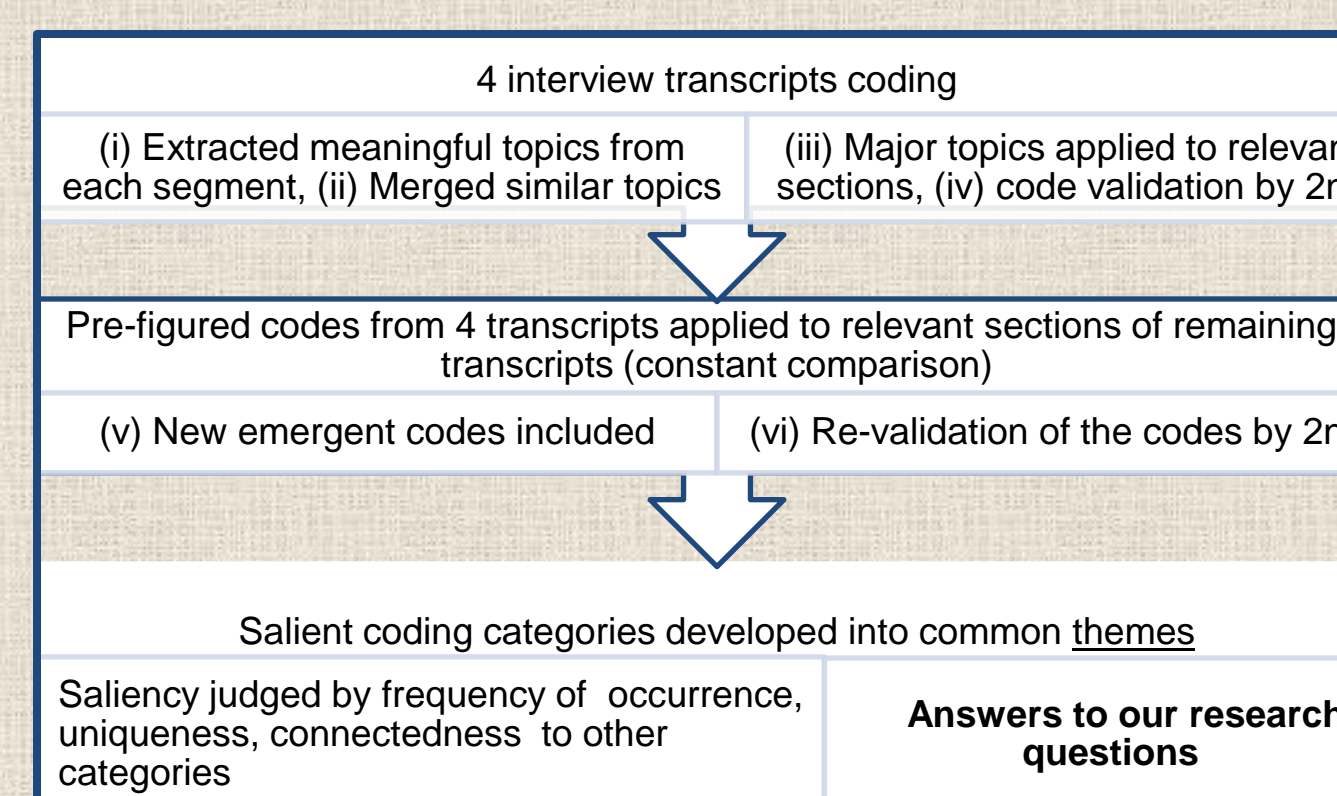 4 interview transcripts coding
(i) Extracted meaningful topics from
each segment, (ii) Merged similar topics
(iii) Major topics applied to
sections, (iv) code validation by
Pre-figured codes from 4 transcripts applied to relevant sections of remaining
transcripts (constant comparison)
(v) New emergent codes included
(vi) Re-validation of the codes by
Salient coding categories developed into common themes
Saliency judged by frequency of occurrence,
uniqueness, connectedness to other
categories
Answers to our research
questions